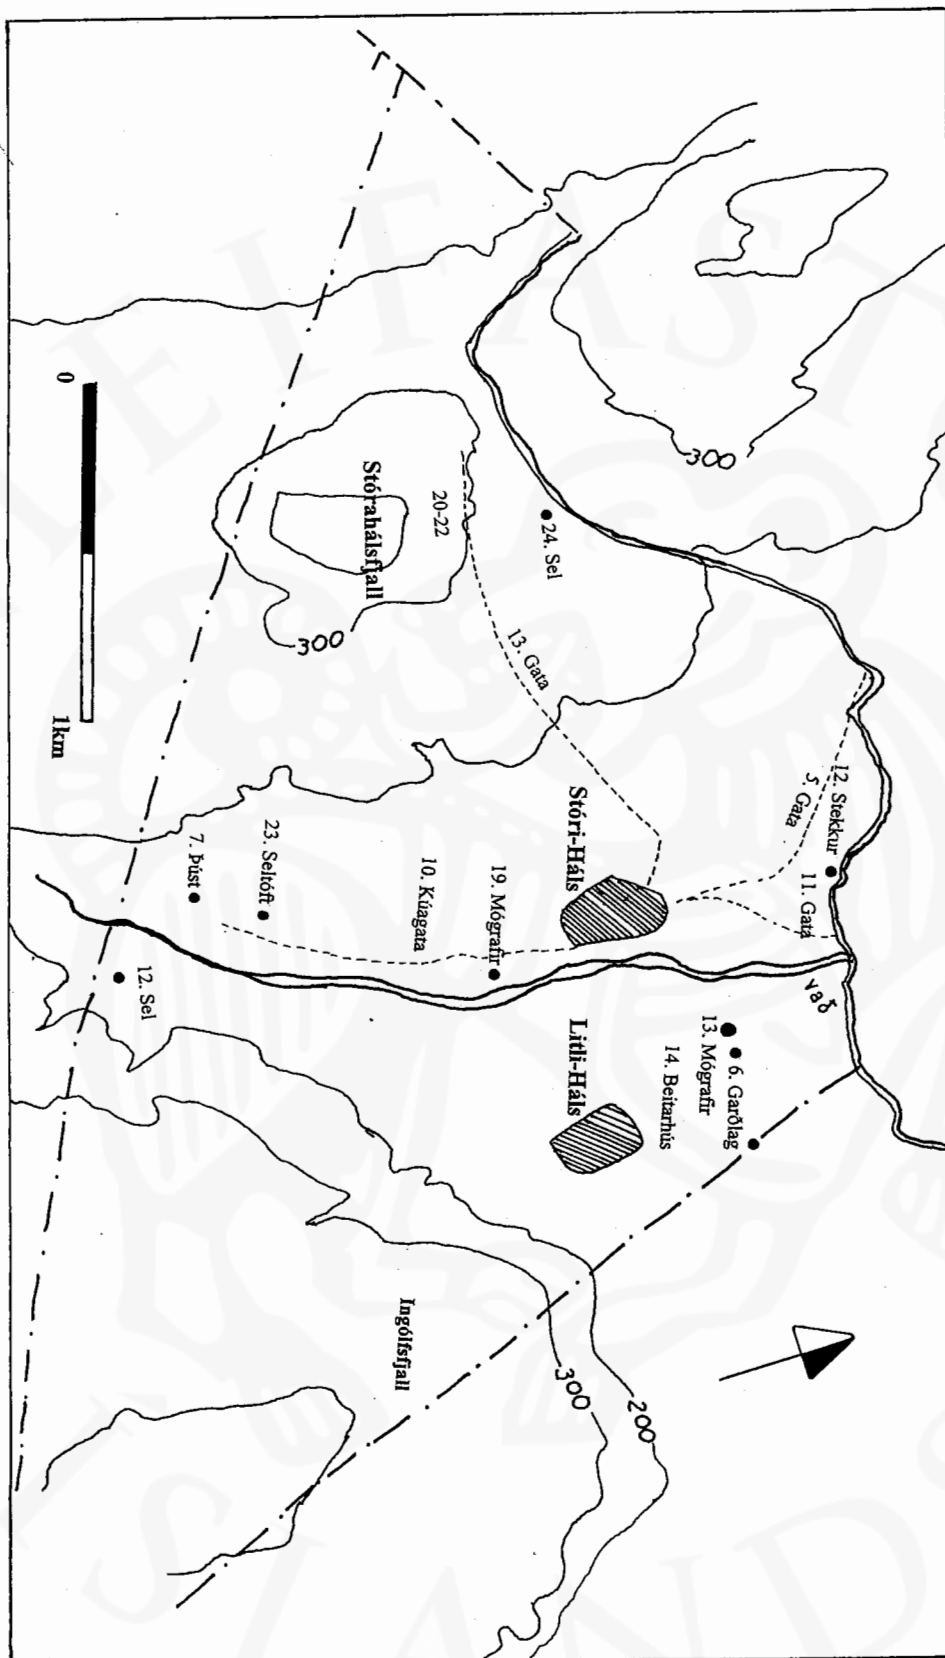 12. Stekkur
5. Gata
11. Gata
vað
6. Garðlag
13. Mógrafir
14. Beitarhús
300
200
300
24. Sel
13. Gata
Stóri-Háls
Litli-Háls
19. Mógrafir
20-22
10. Kúagata
Ingólfsfjall
Stórahálsfjall
300
23. Seltóft
7. Þúst
12. Sel
0
1km
EIFAST
SLANDS